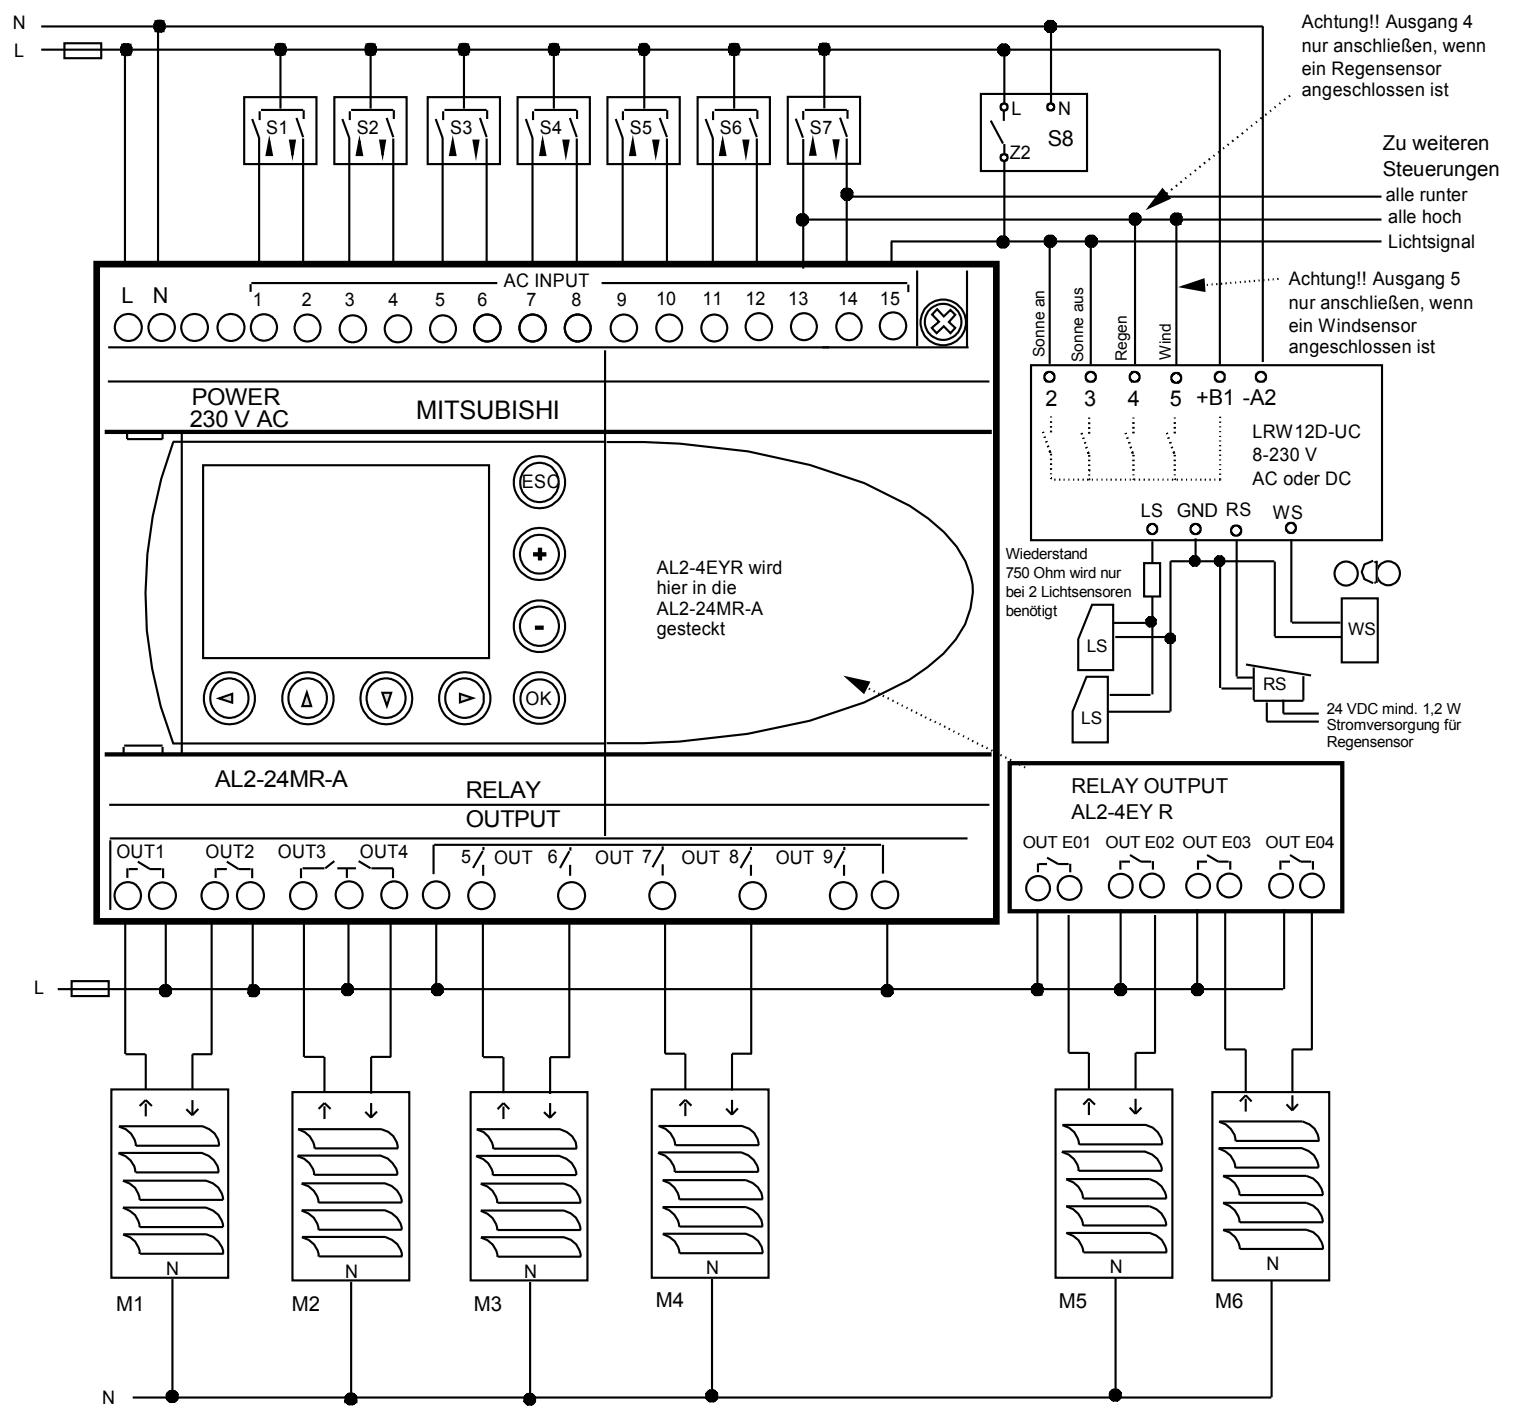 N
L
Achtung!! Ausgang 4
nur anschließen, wenn
ein Regensensor
angeschlossen ist
S1
S2
S3
S4
S5
S6
S7
L
N
S8
Z2
Zu weiteren
Steuerungen
alle runter
alle hoch
Lichtsignal
AC INPUT
L N 1 2 3 4 5 6 7 8 9 10 11 12 13 14 15
Achtung!! Ausgang 5
nur anschließen, wenn
ein Windsensor
angeschlossen ist
Sonne an
Sonne aus
Regen
Wind
2 3 4 5 +B1 -A2
POWER
230 V AC
MITSUBISHI
LRW12D-UC
8-230 V
AC oder DC
LS GND RS WS
ESC
+
-
OK
AL2-4EYR wird
hier in die
AL2-24MR-A
gesteckt
Wiederstand
750 Ohm wird nur
bei 2 Lichtsensoren
benötigt
LS
WS
RS
LS
24 VDC mind. 1,2 W
Stromversorgung für
Regensensor
AL2-24MR-A
RELAY
OUTPUT
RELAY OUTPUT
AL2-4EY R
OUT1 OUT2 OUT3 OUT4 5 OUT 6 OUT 7 OUT 8 OUT 9
OUT E01 OUT E02 OUT E03 OUT E04
L
N
N
N
N
N
N
M1
M2
M3
M4
M5
M6
N